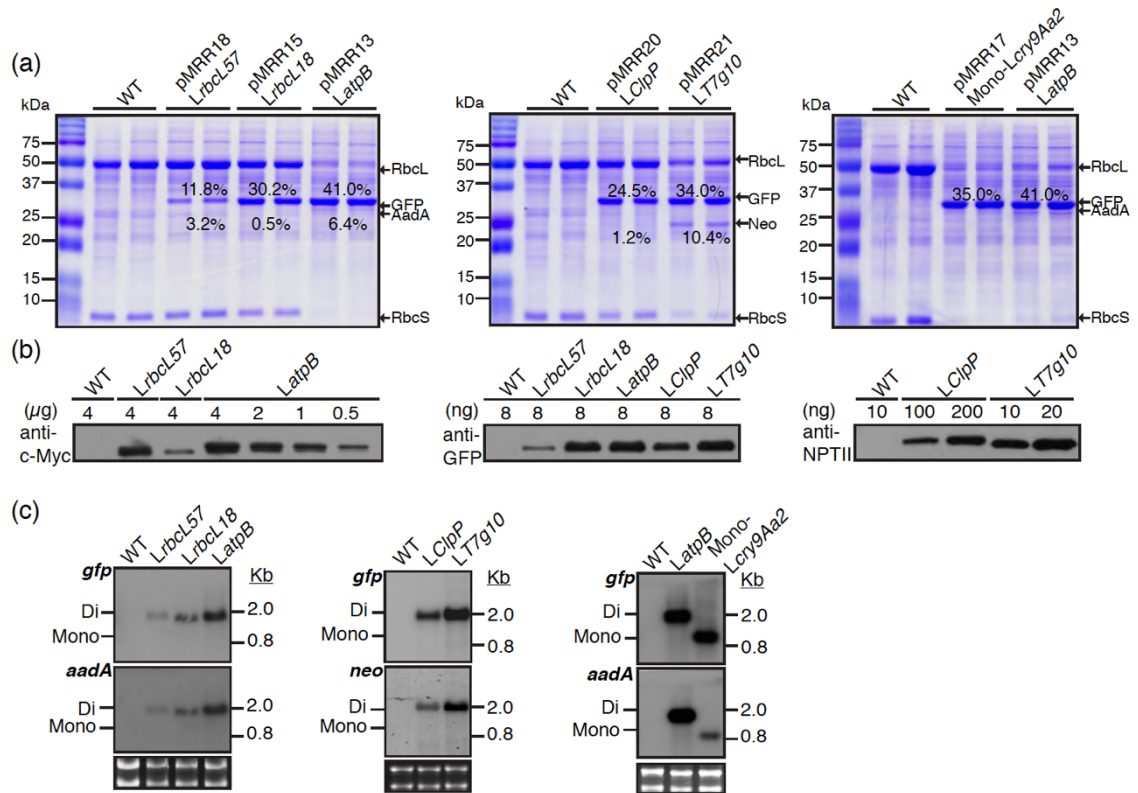 (a)
kDa
75
50
37
25
20
15
10
WT
pMRR18
LrbcL57
pMRR15
LrbcL18
pMRR13
LatpB
11.8%
30.2%
41.0%
3.2%
0.5%
6.4%
RbcL
GFP
AadA
RbcS
kDa
75
50
37
25
20
15
10
WT
pMRR20
LClpP
pMRR21
LT7g10
24.5%
34.0%
1.2%
10.4%
RbcL
GFP
Neo
RbcS
kDa
75
50
37
25
20
15
10
WT
pMRR17
Mono-Lcry9Aa2
pMRR13
LatpB
35.0%
41.0%
RbcL
GFP
AadA
RbcS
(b)
WT
LrbcL57
LrbcL18
LatpB
(µg) 4 4 4 4 2 1 0.5
anti-
c-Myc
WT
LrbcL57
LrbcL18
LatpB
LClpP
LT7g10
(ng) 8 8 8 8 8 8
anti-
GFP
WT
LClpP
LT7g10
(ng) 10 100 200 10 20
anti-
NPTII
(c)
WT
LrbcL57
LrbcL18
LatpB
gfp
Kb
Di
Mono
2.0
0.8
aadA
Di
Mono
2.0
0.8
WT
LClpP
LT7g10
gfp
Kb
Di
Mono
2.0
0.8
neo
Di
Mono
2.0
0.8
WT
LatpB
Mono-
Lcry9Aa2
gfp
Kb
Di
Mono
2.0
0.8
aadA
Di
Mono
2.0
0.8